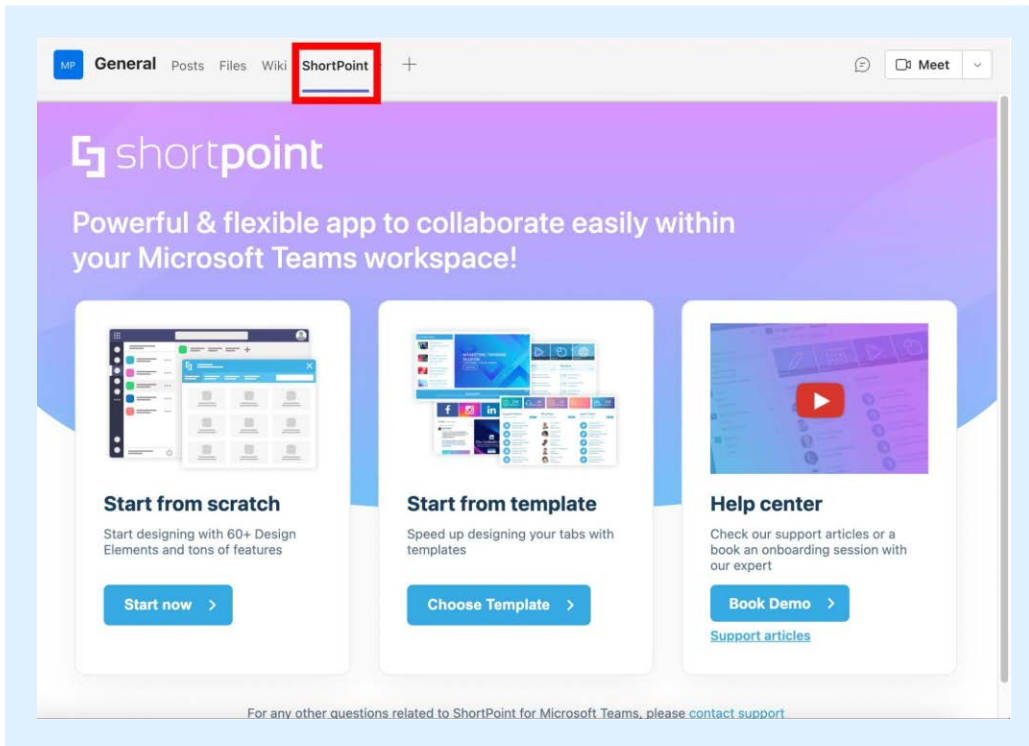 MP General Posts Files Wiki ShortPoint Meet
shortpoint
Powerful & flexible app to collaborate easily within
your Microsoft Teams workspace!
Start from scratch
Start designing with 60+ Design
Elements and tons of features
Start now
Start from template
Speed up designing your tabs with
templates
Choose Template
Help center
Check our support articles or a
book an onboarding session with
our expert
Book Demo
Support articles
For any other questions related to ShortPoint for Microsoft Teams, please contact support